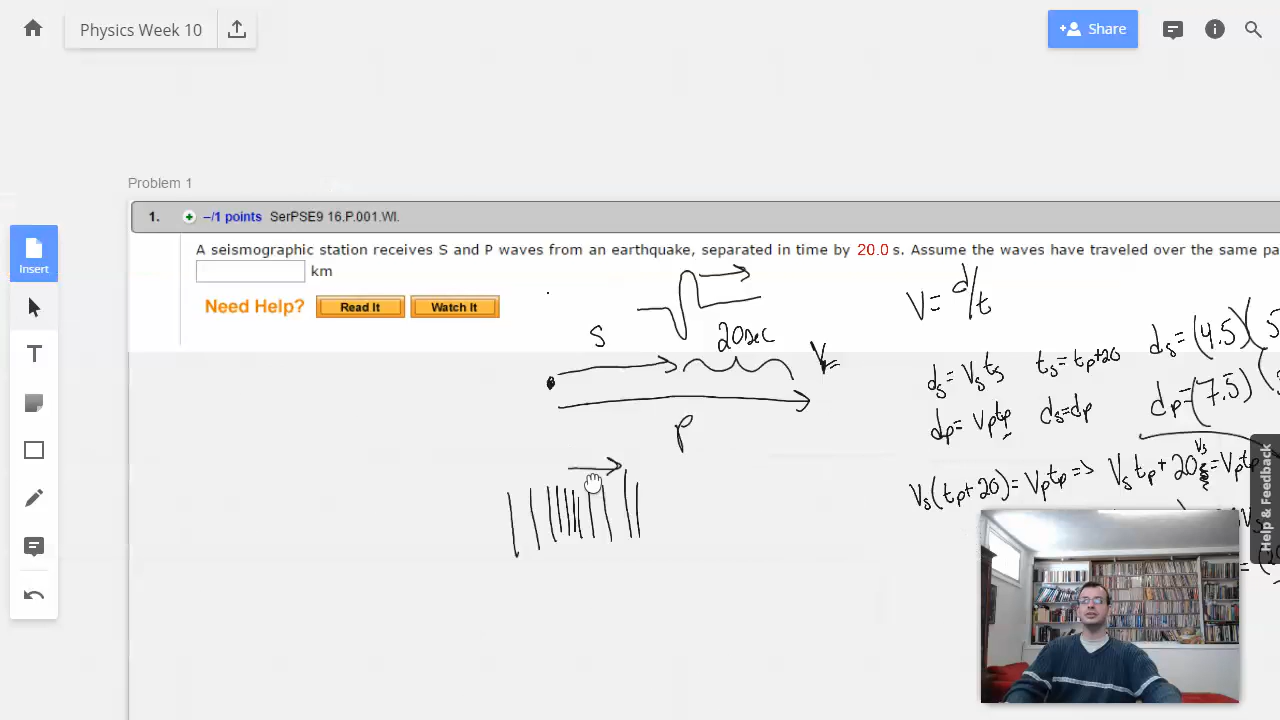 Physics Week 10
Share
Problem 1
1. –/1 points SerPSE9 16.P.001.WI.
A seismographic station receives S and P waves from an earthquake, separated in time by 20.0 s. Assume the waves have traveled over the same pa
km
Need Help? Read It Watch It
Insert
T
S
20sec
V=
P
V= d/t
ds= Vsts ts= tp+20
dp= Vptp ds=dp
ds= (4.5)(
dp= (7.5)
Vs(tp+20)=Vptp => Vstp+20Vs=Vptp
Help & Feedback